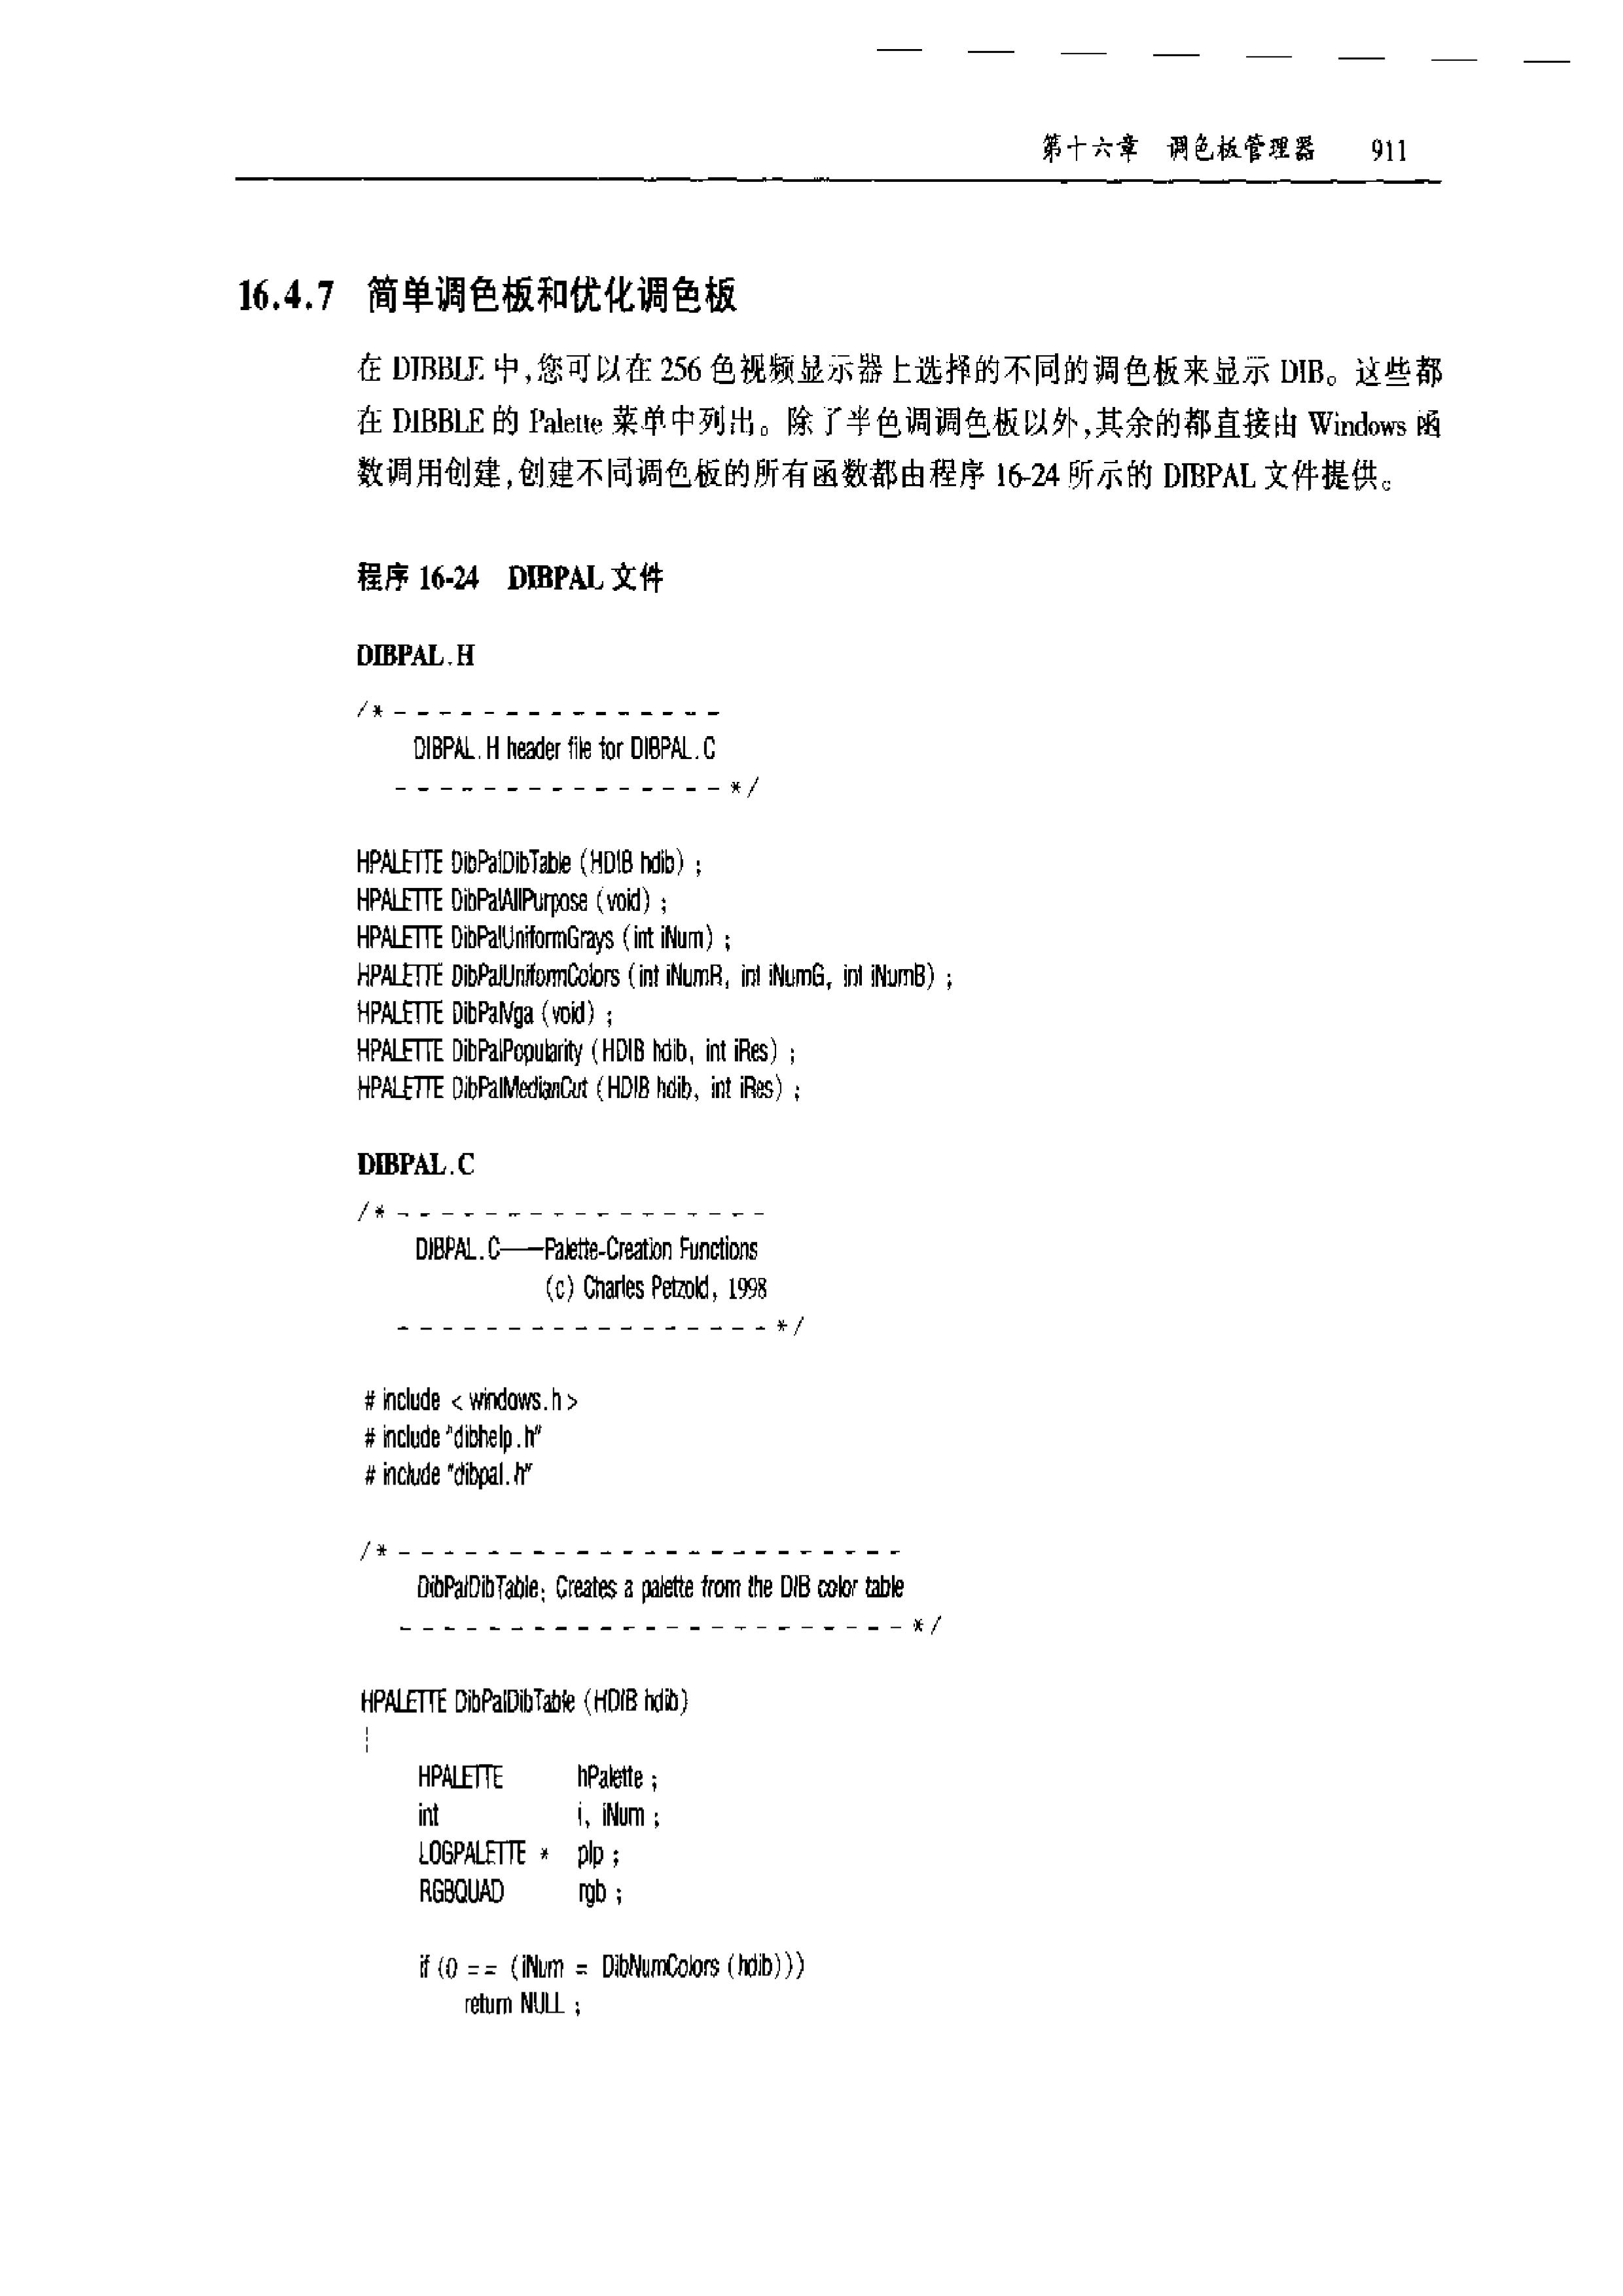 第十六章 调色板管理器 911
16.4.7 简单调色板和优化调色板
在 DIBBLE 中,您可以在 256 色视频显示器上选择的不同的调色板来显示 DIB。这些都
在 DIBBLE 的 Palette 菜单中列出。除了半色调调色板以外,其余的都直接由 Windows 函
数调用创建,创建不同调色板的所有函数都由程序 16-24 所示的 DIBPAL 文件提供。
程序 16-24 DIBPAL 文件
DIBPAL.H
/* - - - - - - - - - - - - - - -
DIBPAL.H header file for DIBPAL.C
- - - - - - - - - - - - - - - */
HPALETTE DibPalDibTable (HDIB hdib) ;
HPALETTE DibPalAllPurpose (void) ;
HPALETTE DibPalUniformGrays (int iNum) ;
HPALETTE DibPalUniformColors (int iNumR, int iNumG, int iNumB) ;
HPALETTE DibPalVga (void) ;
HPALETTE DibPalPopularity (HDIB hdib, int iRes) ;
HPALETTE DibPalMedianCut (HDIB hdib, int iRes) ;
DIBPAL.C
/* - - - - - - - - - - - - - - - - -
DIBPAL.C——Palette-Creation Functions
(c) Charles Petzold, 1998
- - - - - - - - - - - - - - - - - */
# include < windows.h >
# include "dibhelp.h"
# include "dibpal.h"
/* - - - - - - - - - - - - - - - - - - - - - - -
DibPalDibTable: Creates a palette from the DIB color table
- - - - - - - - - - - - - - - - - - - - - - - */
HPALETTE DibPalDibTable (HDIB hdib)
{
HPALETTE hPalette ;
int i, iNum ;
LOGPALETTE * plp ;
RGBQUAD rgb ;
if (0 == (iNum = DibNumColors (hdib)))
return NULL ;